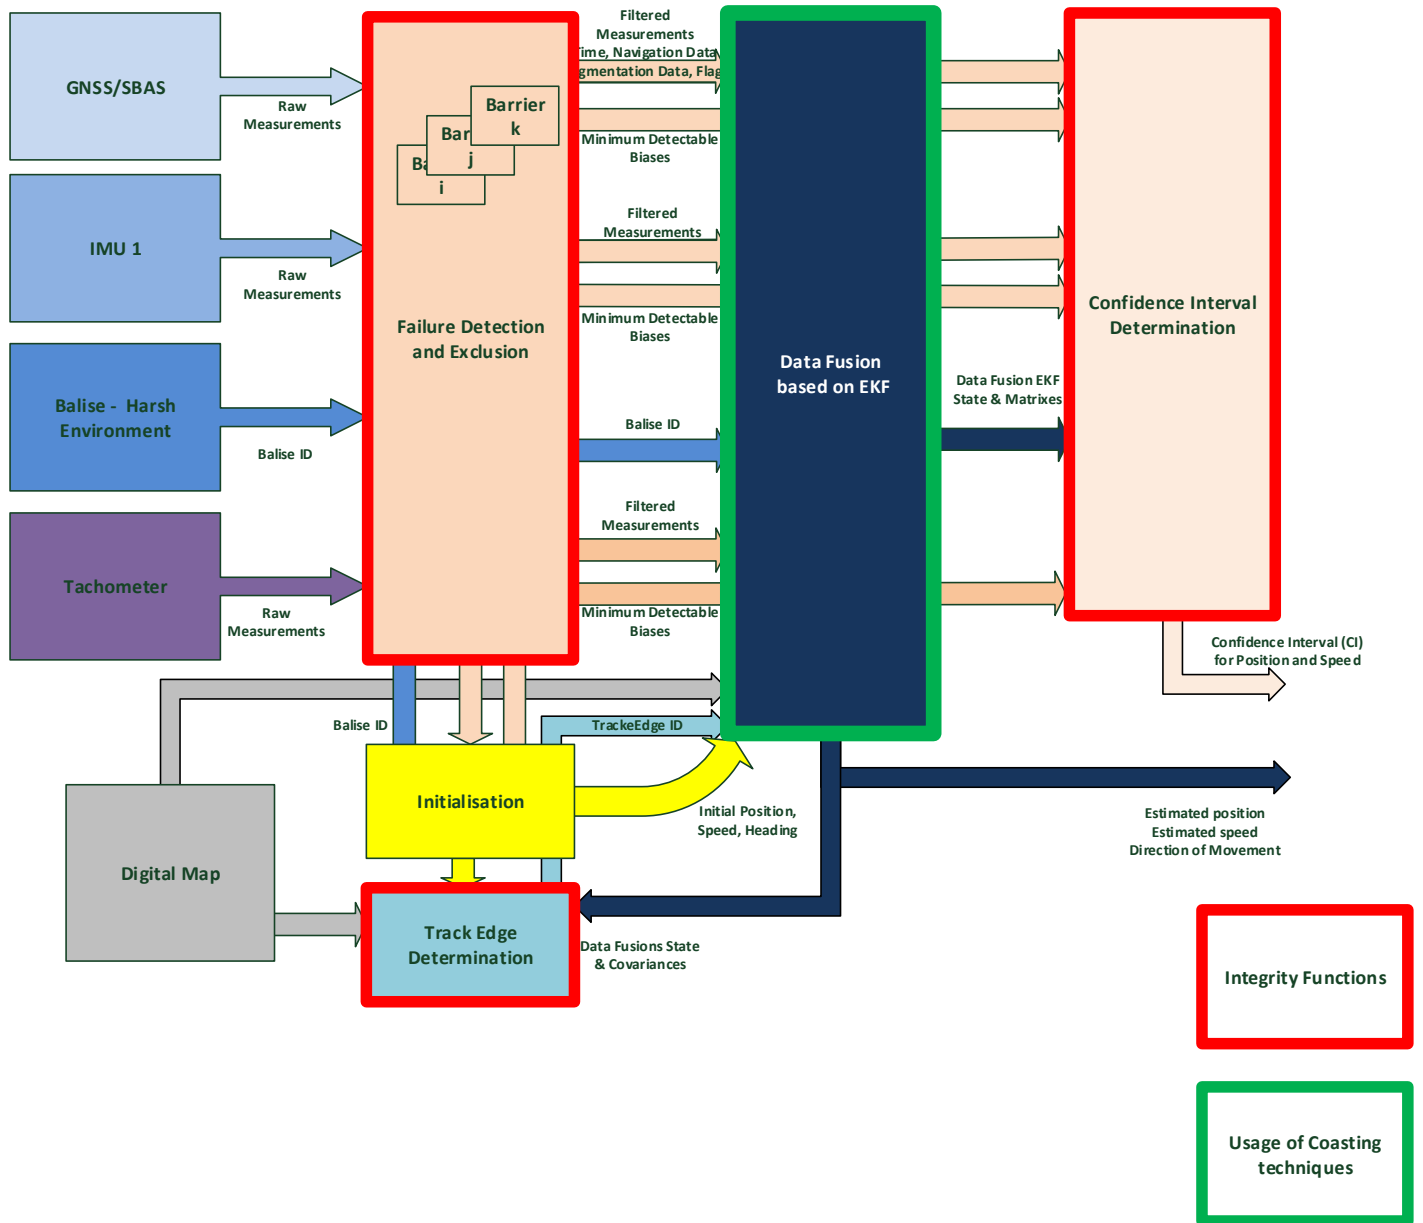 GNSS/SBAS
Raw
Measurements
IMU 1
Raw
Measurements
Balise - Harsh
Environment
Balise ID
Tachometer
Raw
Measurements
Barrier
k
Bar
j
Ba
i
Failure Detection
and Exclusion
Filtered
Measurements
Time, Navigation Data,
gmentation Data, Flag
Minimum Detectable
Biases
Filtered
Measurements
Minimum Detectable
Biases
Balise ID
Filtered
Measurements
Minimum Detectable
Biases
Data Fusion
based on EKF
Data Fusion EKF
State & Matrixes
Confidence Interval
Determination
Confidence Interval (CI)
for Position and Speed
Balise ID
TrackeEdge ID
Initialisation
Initial Position,
Speed, Heading
Estimated position
Estimated speed
Direction of Movement
Digital Map
Track Edge
Determination
Data Fusions State
& Covariances
Integrity Functions
Usage of Coasting
techniques